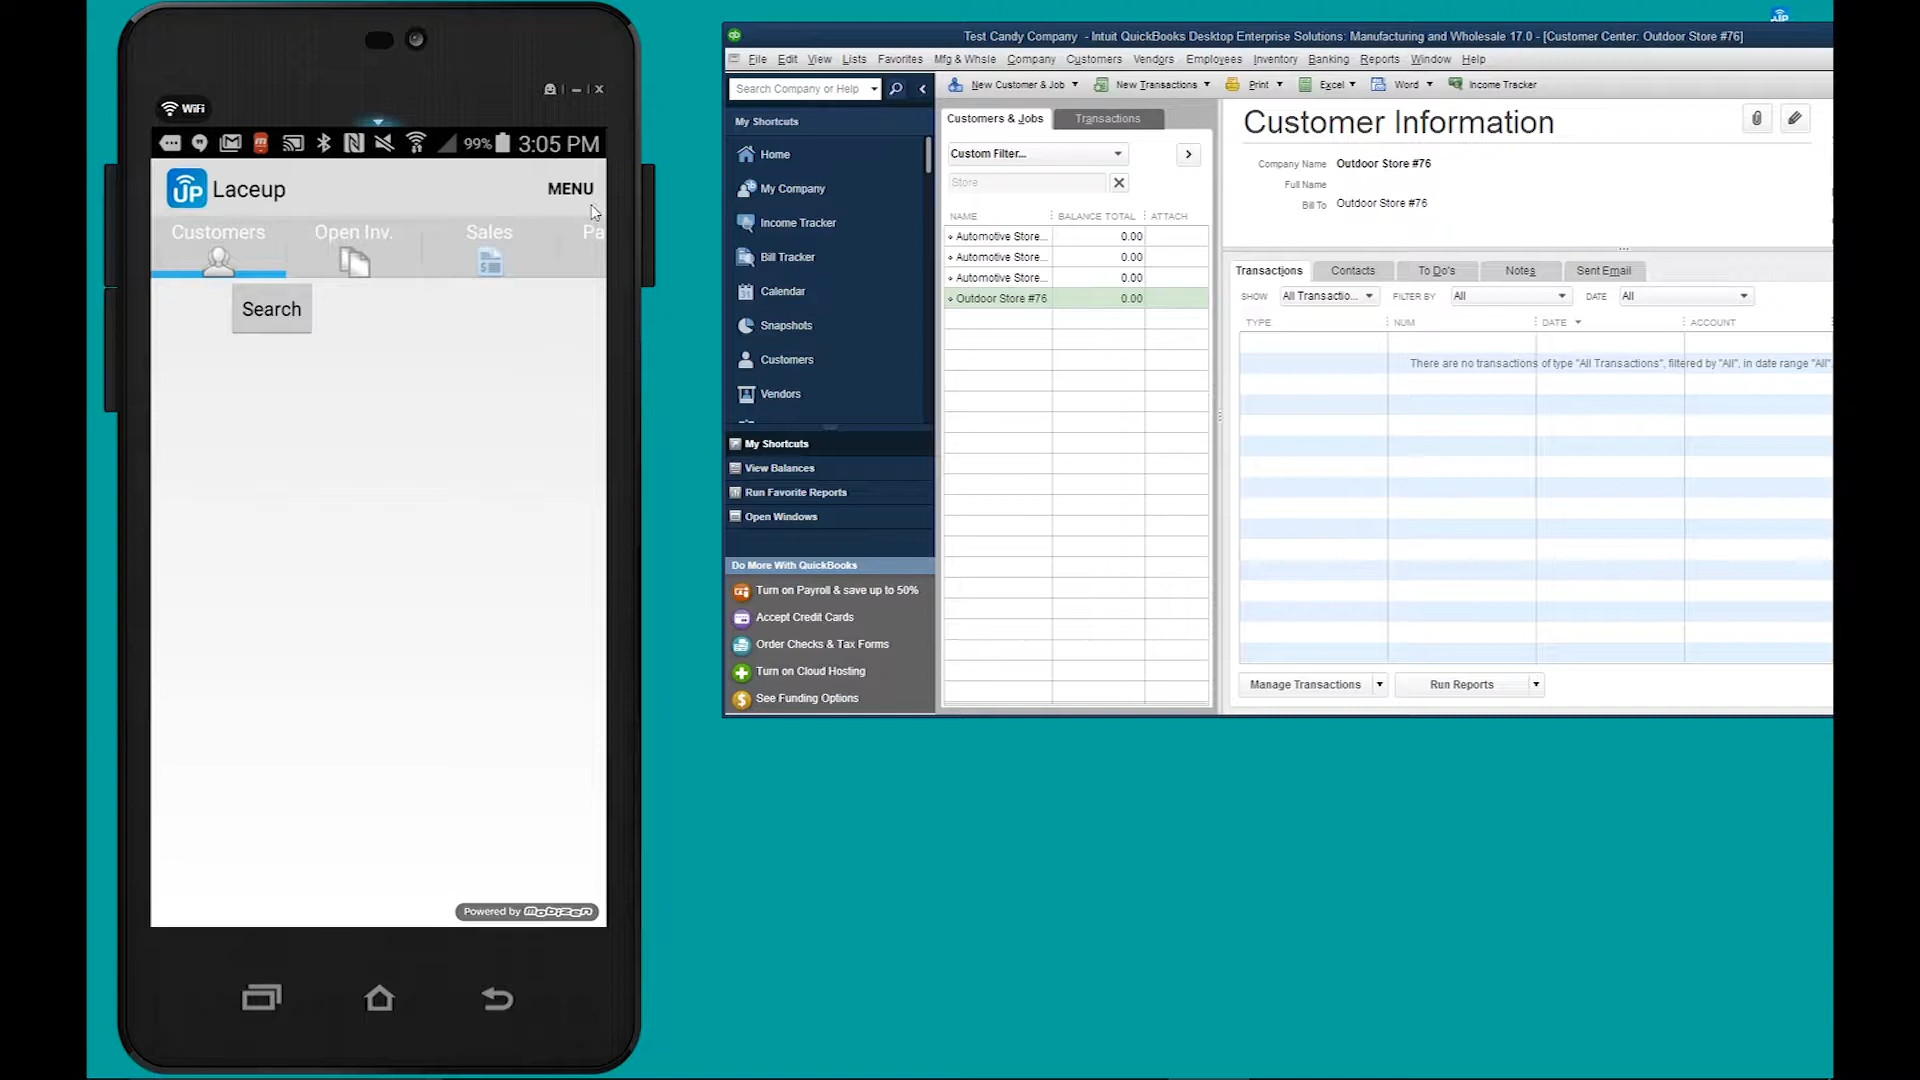 WiFi
99% 3:05 PM
UP Laceup MENU
Customers Open Inv. Sales Pa
Search
Powered by mobizen
UP
Test Candy Company - Intuit QuickBooks Desktop Enterprise Solutions: Manufacturing and Wholesale 17.0 - [Customer Center: Outdoor Store #76]
File Edit View Lists Favorites Mfg & Whsle Company Customers Vendors Employees Inventory Banking Reports Window Help
Search Company or Help
New Customer & Job New Transactions Print Excel Word Income Tracker
My Shortcuts
Home
My Company
Income Tracker
Bill Tracker
Calendar
Snapshots
Customers
Vendors
My Shortcuts
View Balances
Run Favorite Reports
Open Windows
Do More With QuickBooks
Turn on Payroll & save up to 50%
Accept Credit Cards
Order Checks & Tax Forms
Turn on Cloud Hosting
See Funding Options
Customers & Jobs Transactions
Custom Filter...
Store
NAME BALANCE TOTAL ATTACH
Automotive Store... 0.00
Automotive Store... 0.00
Automotive Store... 0.00
Outdoor Store #76 0.00
Customer Information
Company Name Outdoor Store #76
Full Name
Bill To Outdoor Store #76
Transactions Contacts To Do's Notes Sent Email
SHOW All Transactio... FILTER BY All DATE All
TYPE NUM DATE ACCOUNT
There are no transactions of type "All Transactions", filtered by "All", in date range "All".
Manage Transactions Run Reports